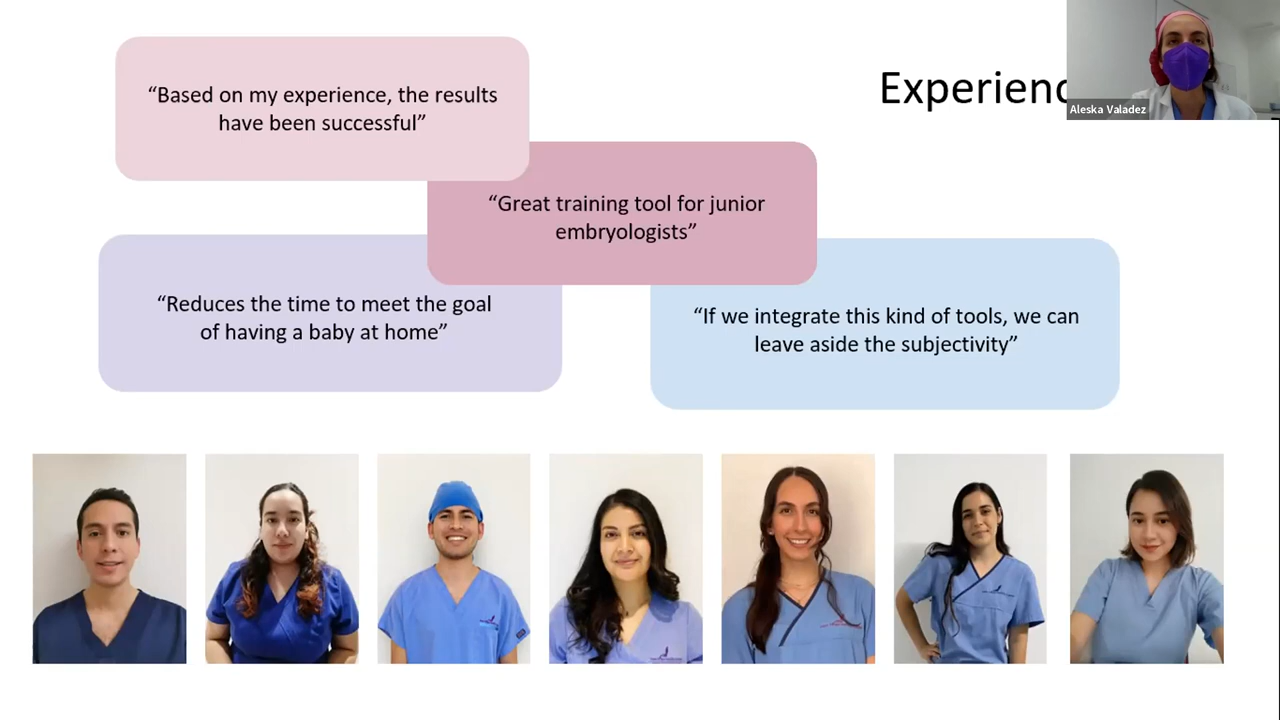 “Based on my experience, the results
have been successful”
Experienc
Aleska Valadez
“Great training tool for junior
embryologists”
“Reduces the time to meet the goal
of having a baby at home”
“If we integrate this kind of tools, we can
leave aside the subjectivity”